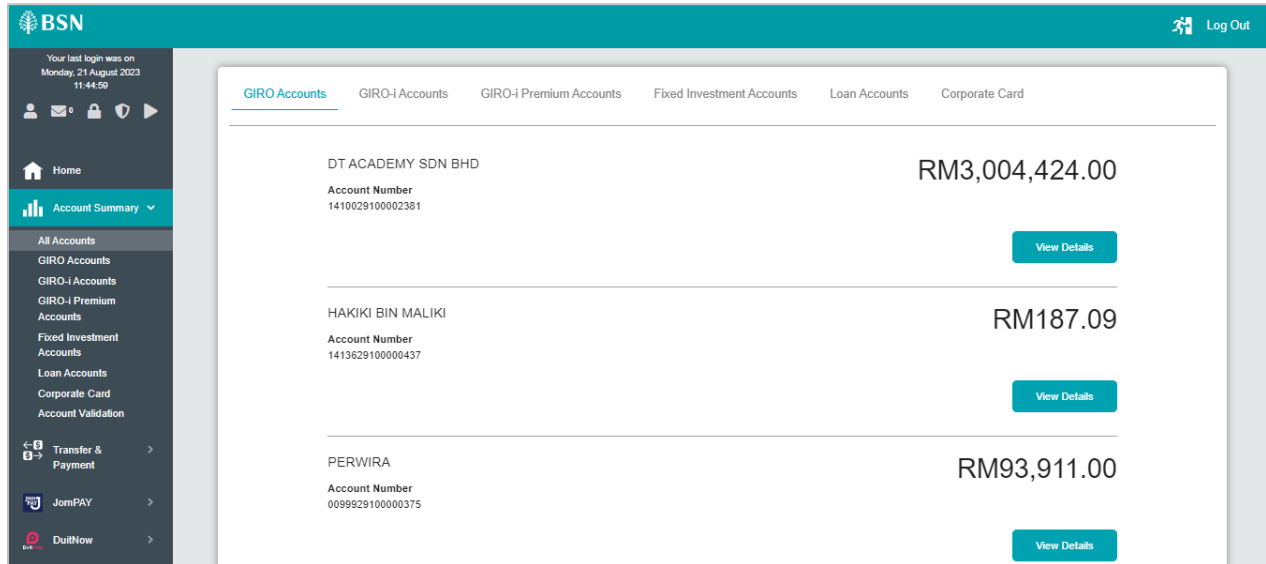 BSN
Log Out
Your last login was on
Monday, 21 August 2023
11:44:59
0
Home
Account Summary
All Accounts
GIRO Accounts
GIRO-i Accounts
GIRO-i Premium
Accounts
Fixed Investment
Accounts
Loan Accounts
Corporate Card
Account Validation
Transfer &
Payment
JomPAY
DuitNow
GIRO Accounts GIRO-i Accounts GIRO-i Premium Accounts Fixed Investment Accounts Loan Accounts Corporate Card
DT ACADEMY SDN BHD
RM3,004,424.00
Account Number
1410029100002381
View Details
HAKIKI BIN MALIKI
RM187.09
Account Number
1413629100000437
View Details
PERWIRA
RM93,911.00
Account Number
0099929100000375
View Details